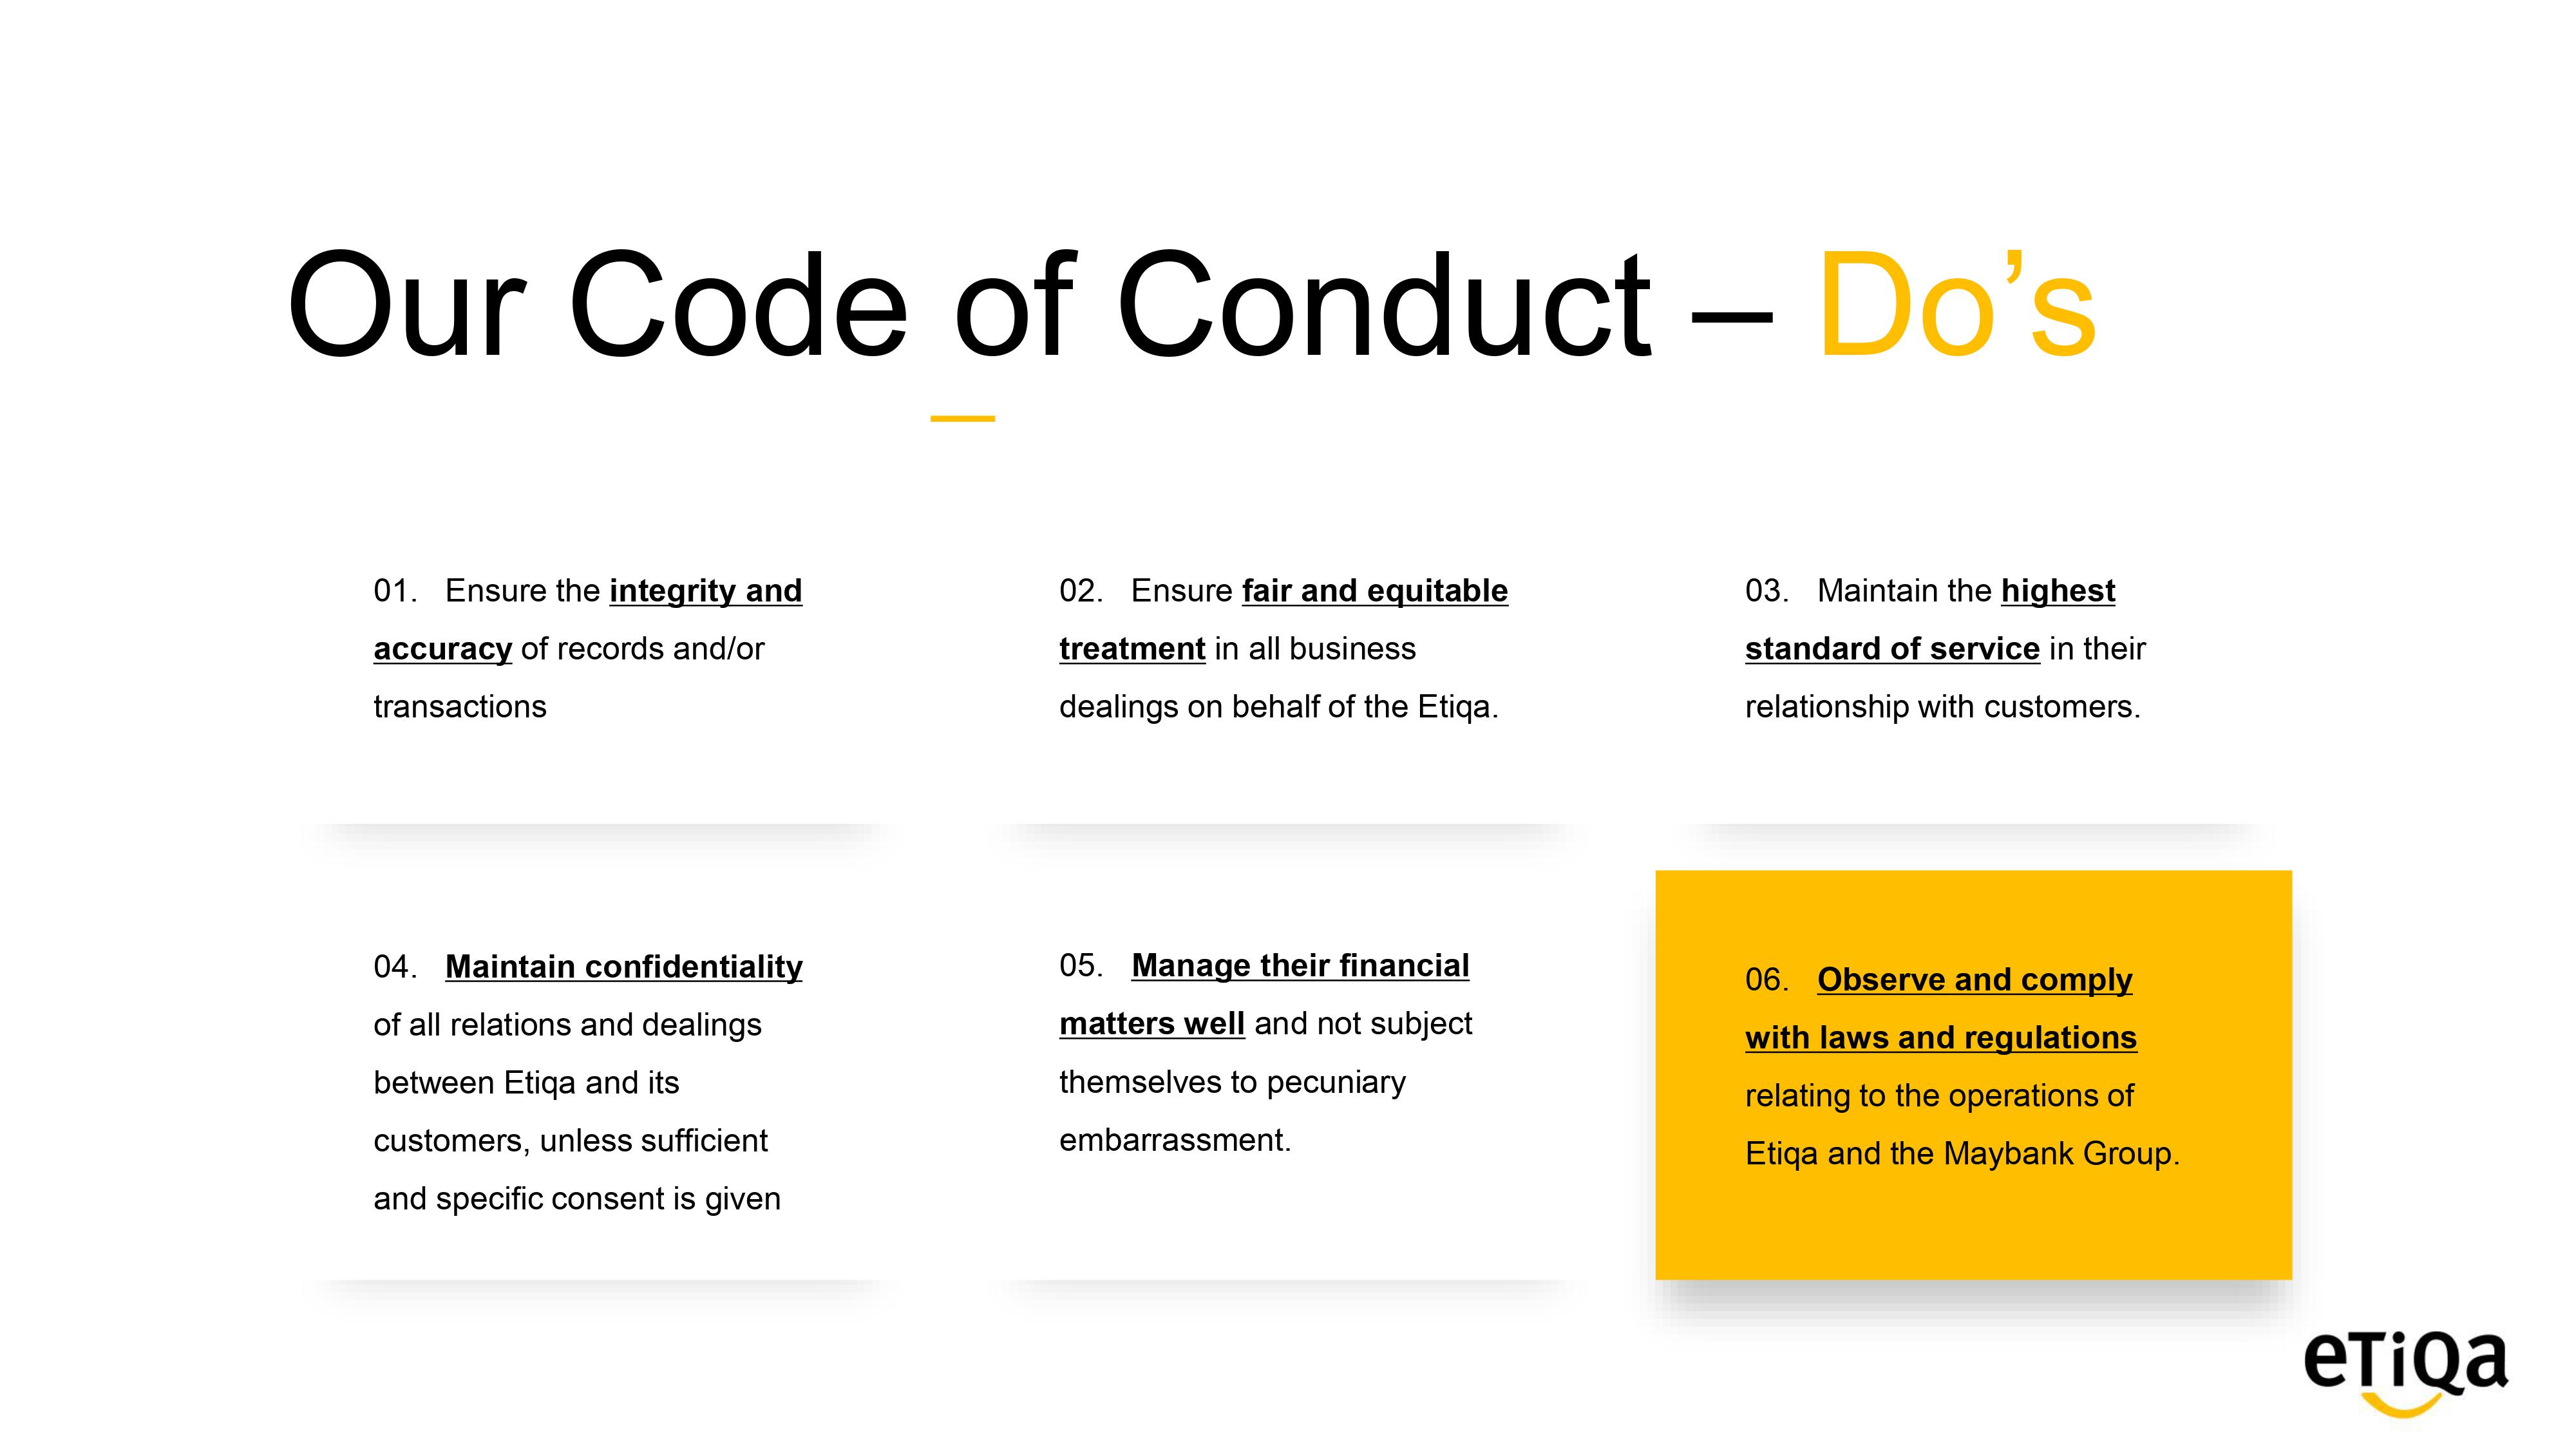 Our Code of Conduct – Do’s
01. Ensure the integrity and
accuracy of records and/or
transactions
02. Ensure fair and equitable
treatment in all business
dealings on behalf of the Etiqa.
03. Maintain the highest
standard of service in their
relationship with customers.
04. Maintain confidentiality
of all relations and dealings
between Etiqa and its
customers, unless sufficient
and specific consent is given
05. Manage their financial
matters well and not subject
themselves to pecuniary
embarrassment.
06. Observe and comply
with laws and regulations
relating to the operations of
Etiqa and the Maybank Group.
eTiQa